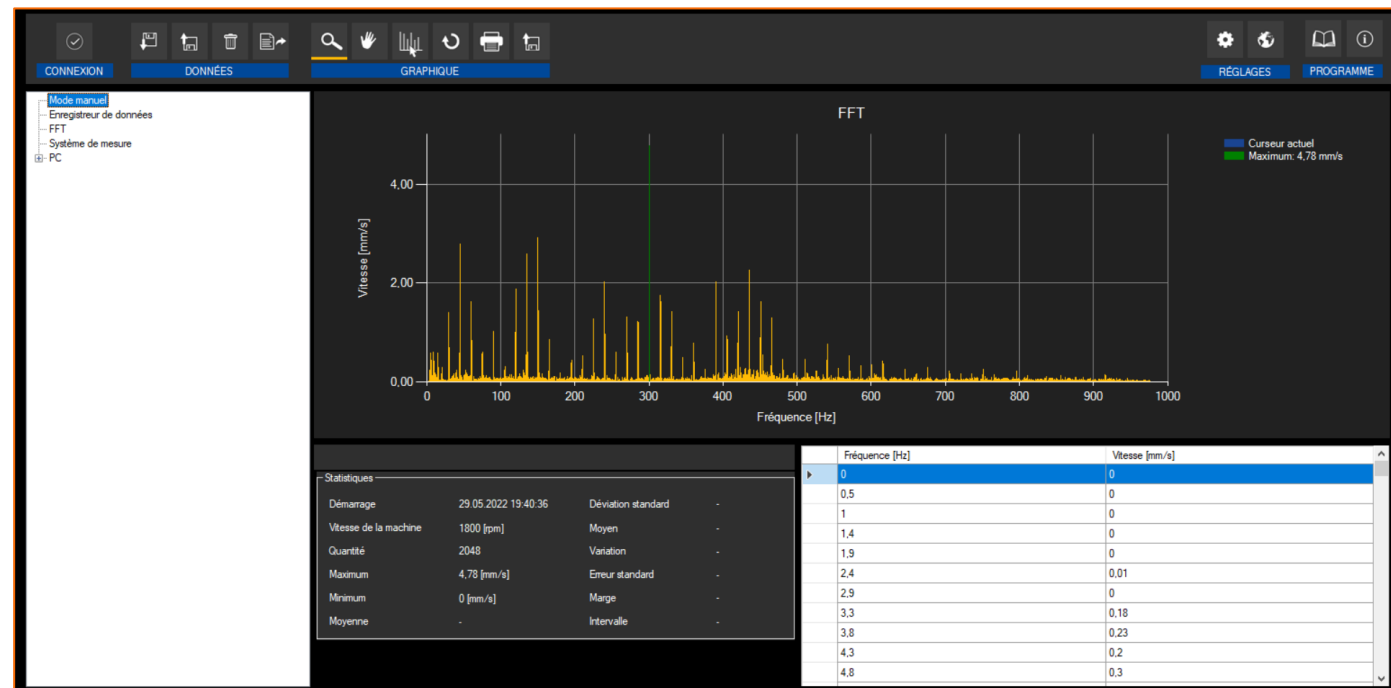 CONNEXION DONNÉES GRAPHIQUE RÉGLAGES PROGRAMME
Mode manuel
Enregistreur de données
FFT
Système de mesure
PC
FFT
Curseur actuel
Maximum: 4,78 mm/s
Vitesse [mm/s]
4,00
2,00
0,00
0 100 200 300 400 500 600 700 800 900 1000
Fréquence [Hz]
Statistiques
Démarrage 29.05.2022 19:40:36 Déviation standard -
Vitesse de la machine 1800 [rpm] Moyen -
Quantité 2048 Variation -
Maximum 4,78 [mm/s] Erreur standard -
Minimum 0 [mm/s] Marge -
Moyenne - Intervalle -
Fréquence [Hz] Vitesse [mm/s]
0 0
0,5 0
1 0
1,4 0
1,9 0
2,4 0,01
2,9 0
3,3 0,18
3,8 0,23
4,3 0,2
4,8 0,3